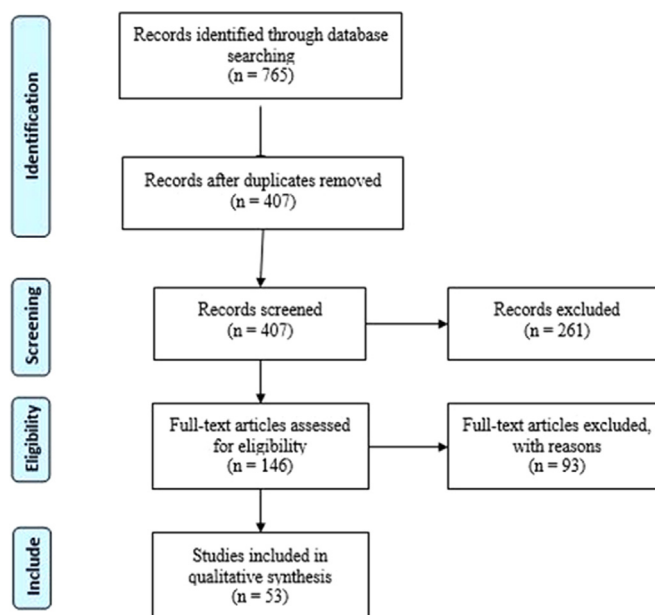 Identification
Records identified through database
searching
(n = 765)
Records after duplicates removed
(n = 407)
Screening
Records screened
(n = 407)
Records excluded
(n = 261)
Eligibility
Full-text articles assessed
for eligibility
(n = 146)
Full-text articles excluded,
with reasons
(n = 93)
Include
Studies included in
qualitative synthesis
(n = 53)